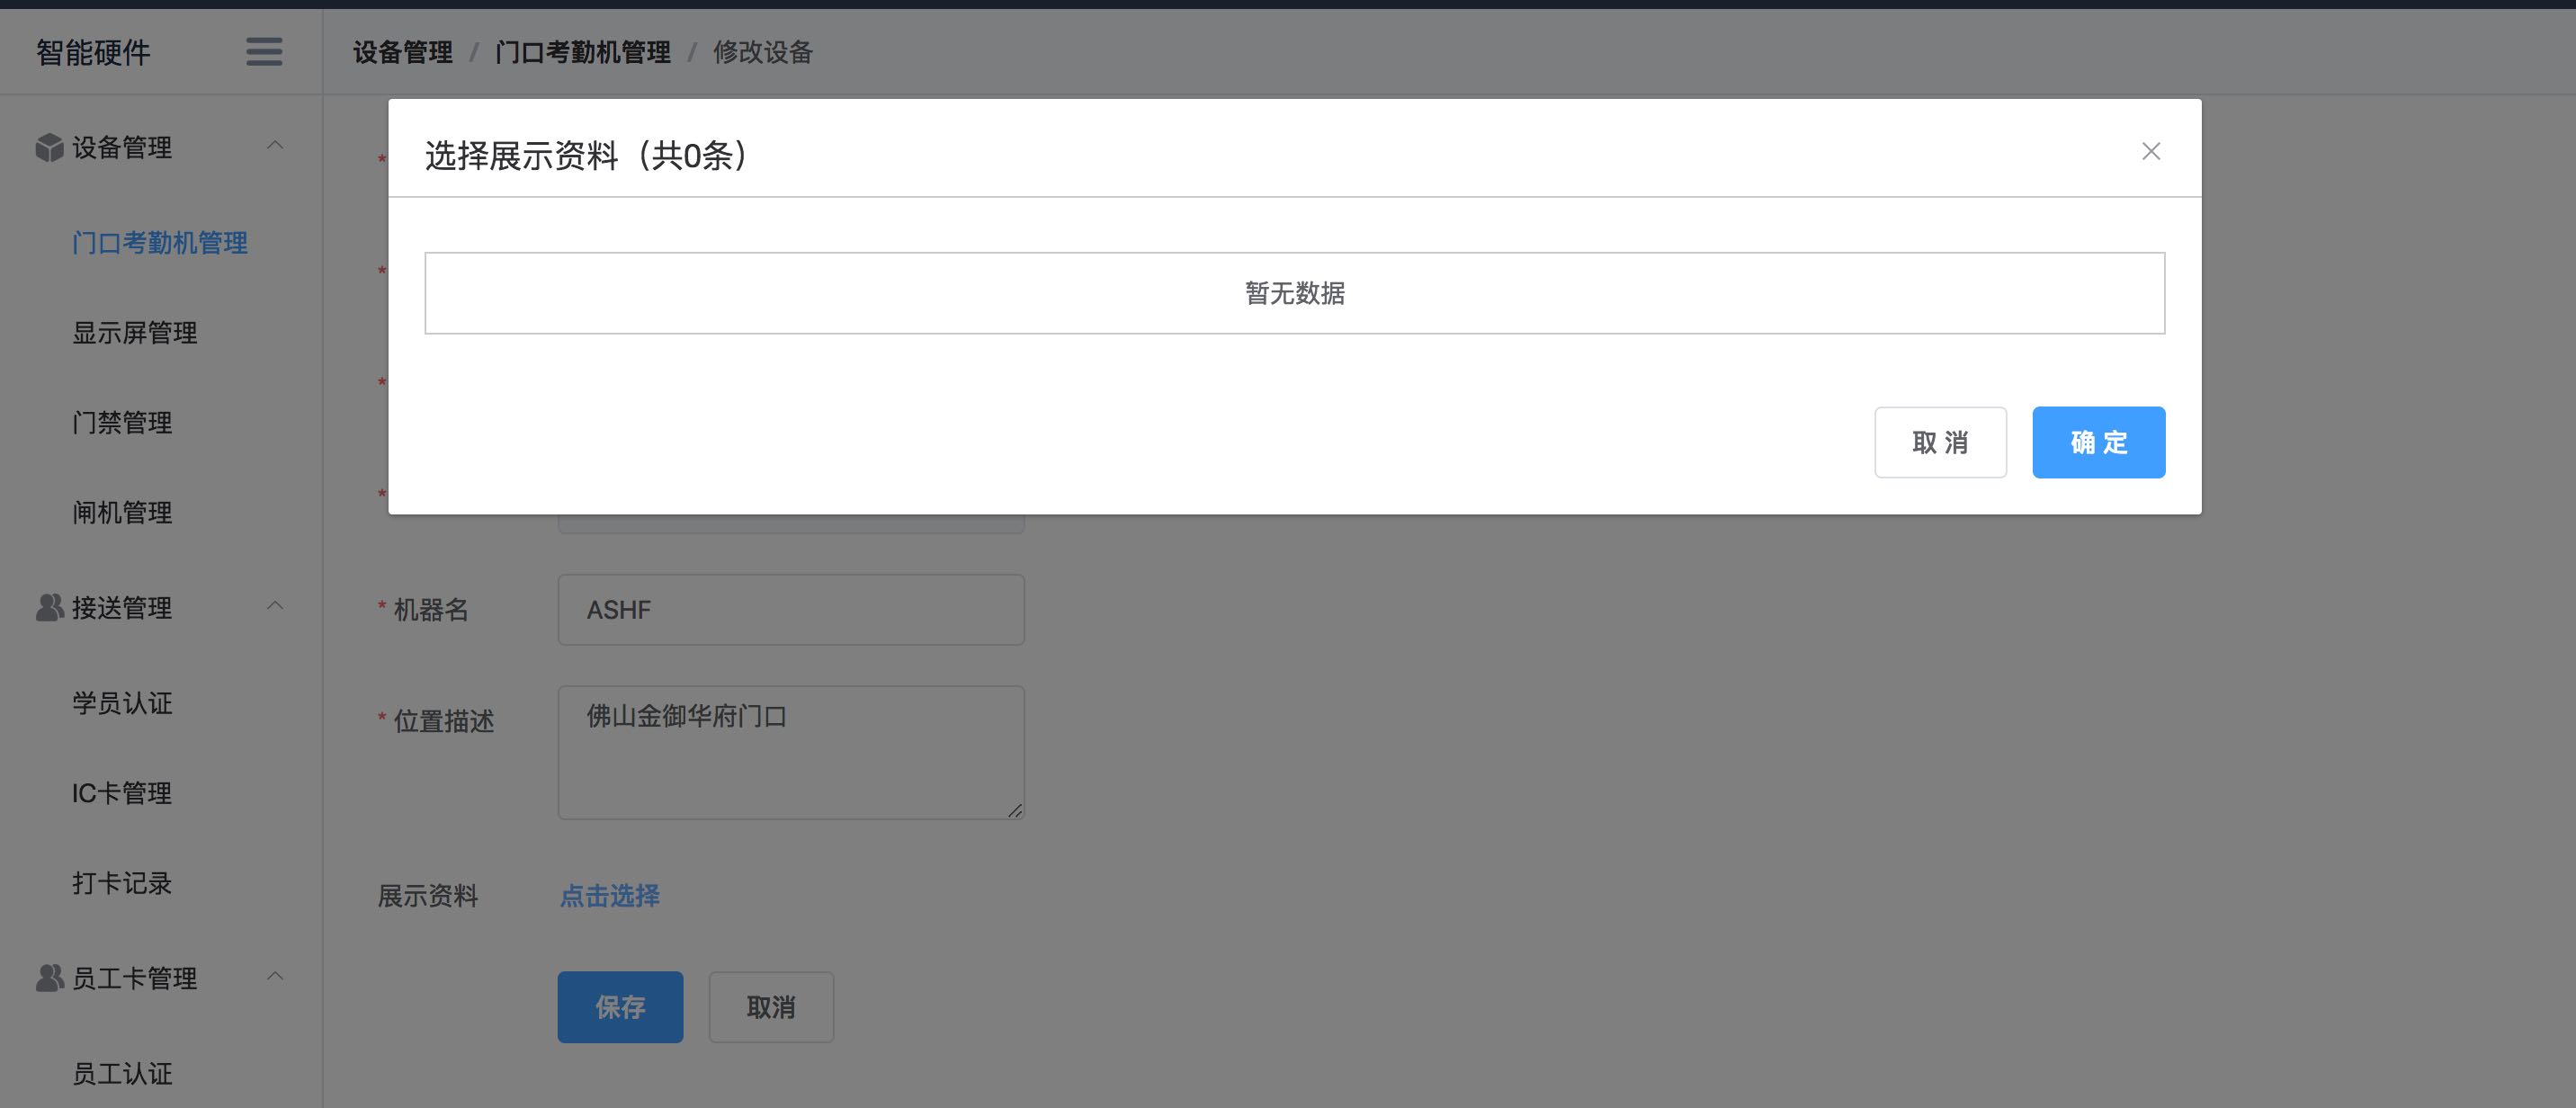 智能硬件
设备管理 / 门口考勤机管理 / 修改设备
设备管理
门口考勤机管理
显示屏管理
门禁管理
闸机管理
接送管理
学员认证
IC卡管理
打卡记录
员工卡管理
员工认证
选择展示资料（共0条）
暂无数据
取 消
确 定
*
*
*
*
* 机器名
ASHF
* 位置描述
佛山金御华府门口
展示资料
点击选择
保存
取消